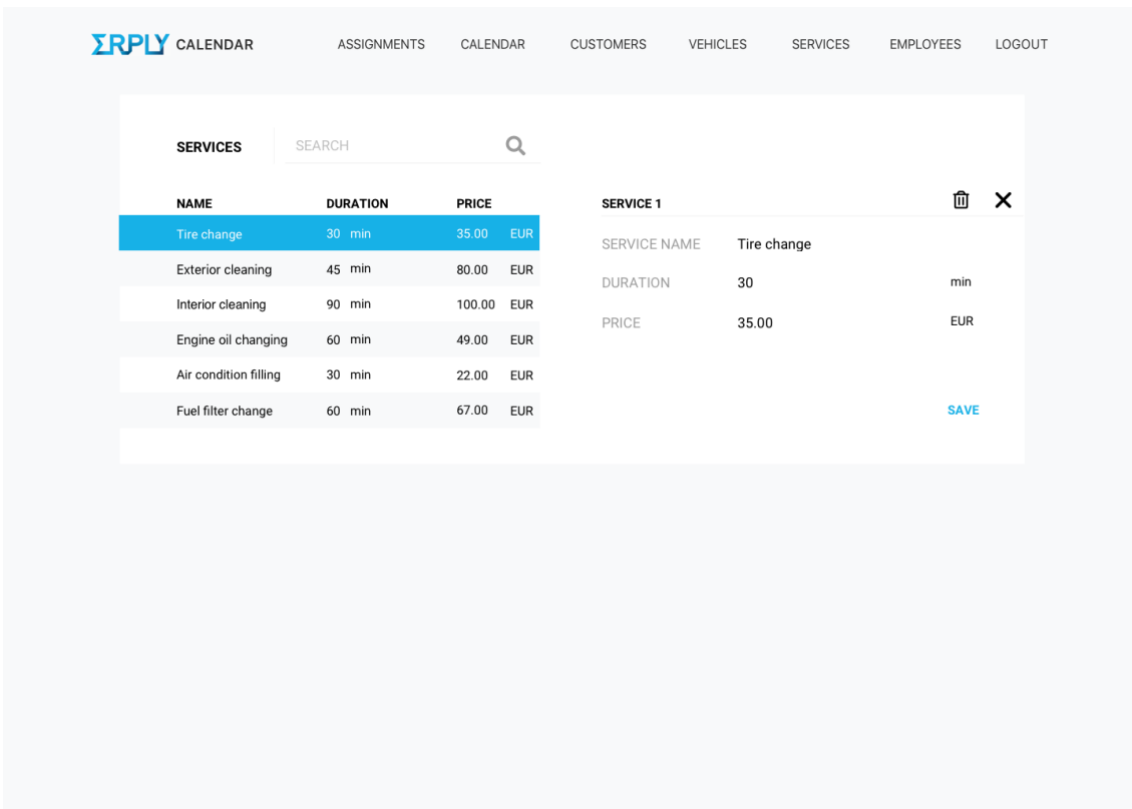 ERPLY CALENDAR ASSIGNMENTS CALENDAR CUSTOMERS VEHICLES SERVICES EMPLOYEES LOGOUT
SERVICES SEARCH
NAME DURATION PRICE
Tire change 30 min 35.00 EUR
Exterior cleaning 45 min 80.00 EUR
Interior cleaning 90 min 100.00 EUR
Engine oil changing 60 min 49.00 EUR
Air condition filling 30 min 22.00 EUR
Fuel filter change 60 min 67.00 EUR
SERVICE 1
SERVICE NAME Tire change
DURATION 30 min
PRICE 35.00 EUR
SAVE